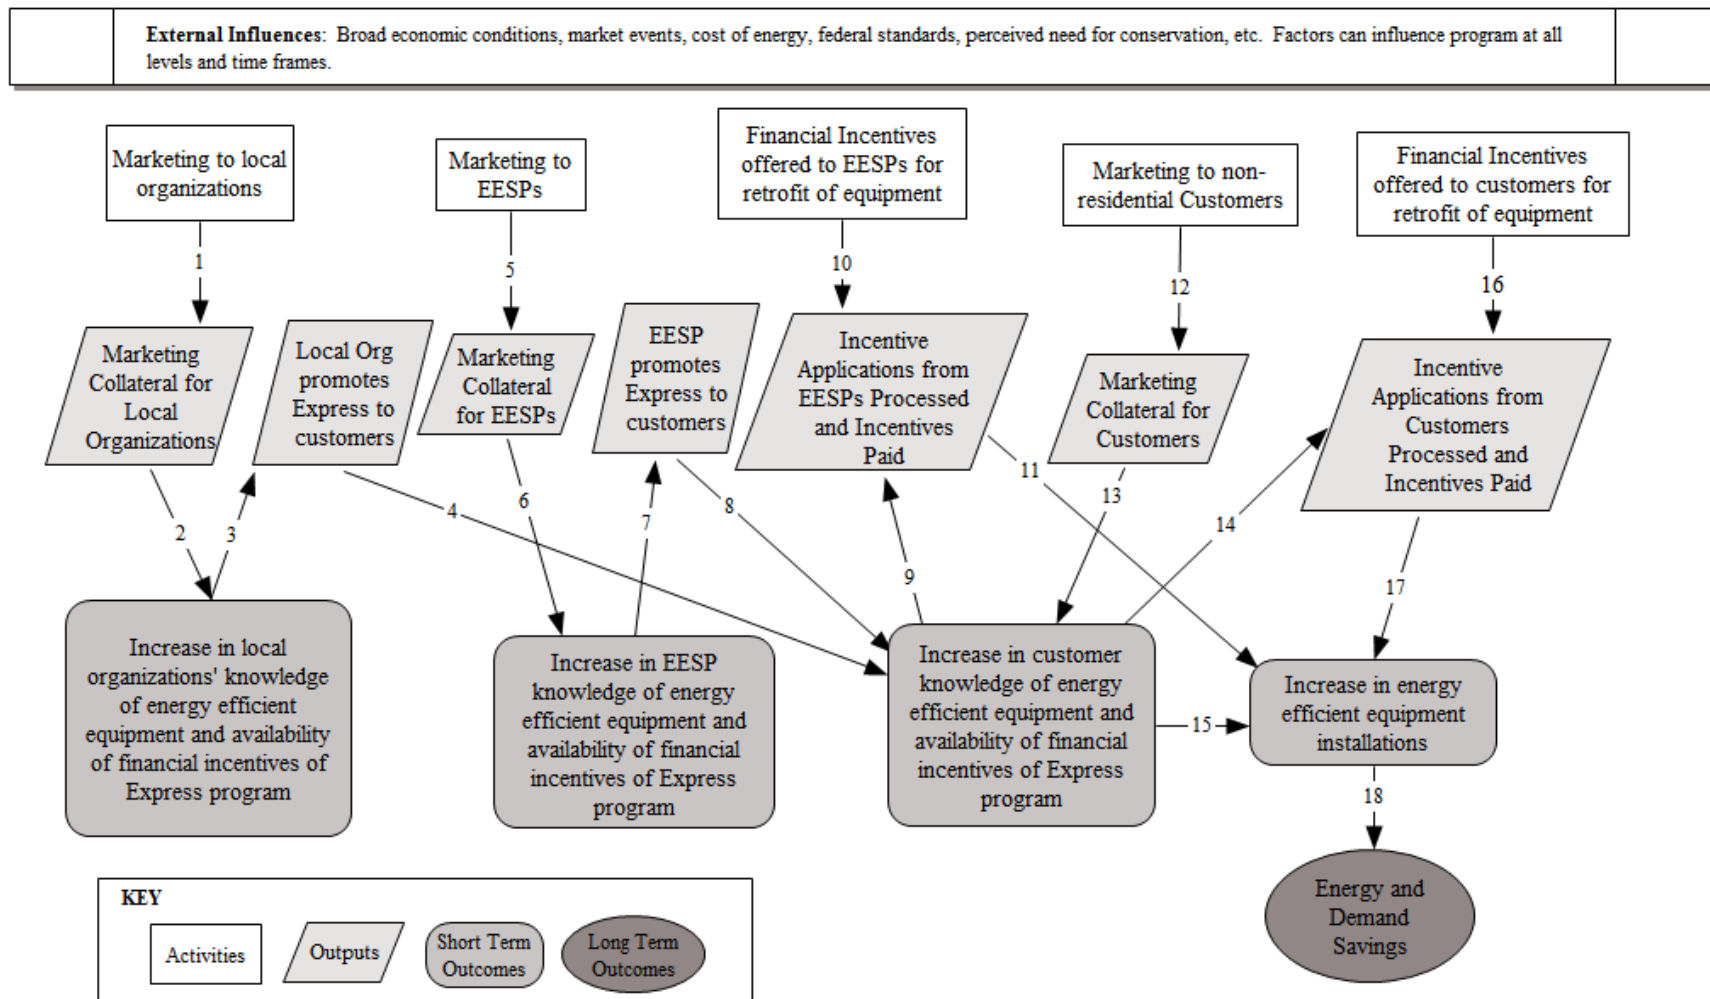 External Influences: Broad economic conditions, market events, cost of energy, federal standards, perceived need for conservation, etc. Factors can influence program at all
levels and time frames.
Marketing to local
organizations
Marketing to
EESPs
Financial Incentives
offered to EESPs for
retrofit of equipment
Marketing to non-
residential Customers
Financial Incentives
offered to customers for
retrofit of equipment
1
5
10
12
16
Marketing
Collateral for
Local
Organizations
Local Org
promotes
Express to
customers
Marketing
Collateral
for EESPs
EESP
promotes
Express to
customers
Incentive
Applications from
EESPs Processed
and Incentives
Paid
Marketing
Collateral for
Customers
Incentive
Applications from
Customers
Processed and
Incentives Paid
2
3
4
6
7
8
9
11
13
14
17
Increase in local
organizations' knowledge
of energy efficient
equipment and availability
of financial incentives of
Express program
Increase in EESP
knowledge of energy
efficient equipment and
availability of financial
incentives of Express
program
Increase in customer
knowledge of energy
efficient equipment and
availability of financial
incentives of Express
program
15
Increase in energy
efficient equipment
installations
18
Energy and
Demand
Savings
KEY
Activities
Outputs
Short Term
Outcomes
Long Term
Outcomes